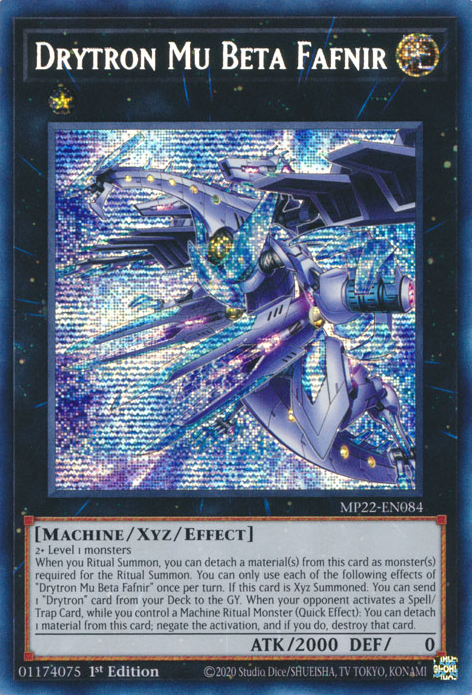 DRYTRON MU BETA FAFNIR
MP22-EN084
[MACHINE/XYZ/EFFECT]
2+ Level 1 monsters
When you Ritual Summon, you can detach a material(s) from this card as monster(s)
required for the Ritual Summon. You can only use each of the following effects of
"Drytron Mu Beta Fafnir" once per turn. If this card is Xyz Summoned: You can send
1 "Drytron" card from your Deck to the GY. When your opponent activates a Spell/
Trap Card, while you control a Machine Ritual Monster (Quick Effect): You can detach
1 material from this card; negate the activation, and if you do, destroy that card.
ATK/2000 DEF/ 0
01174075 1st Edition ©2020 Studio Dice/SHUEISHA, TV TOKYO, KONAMI